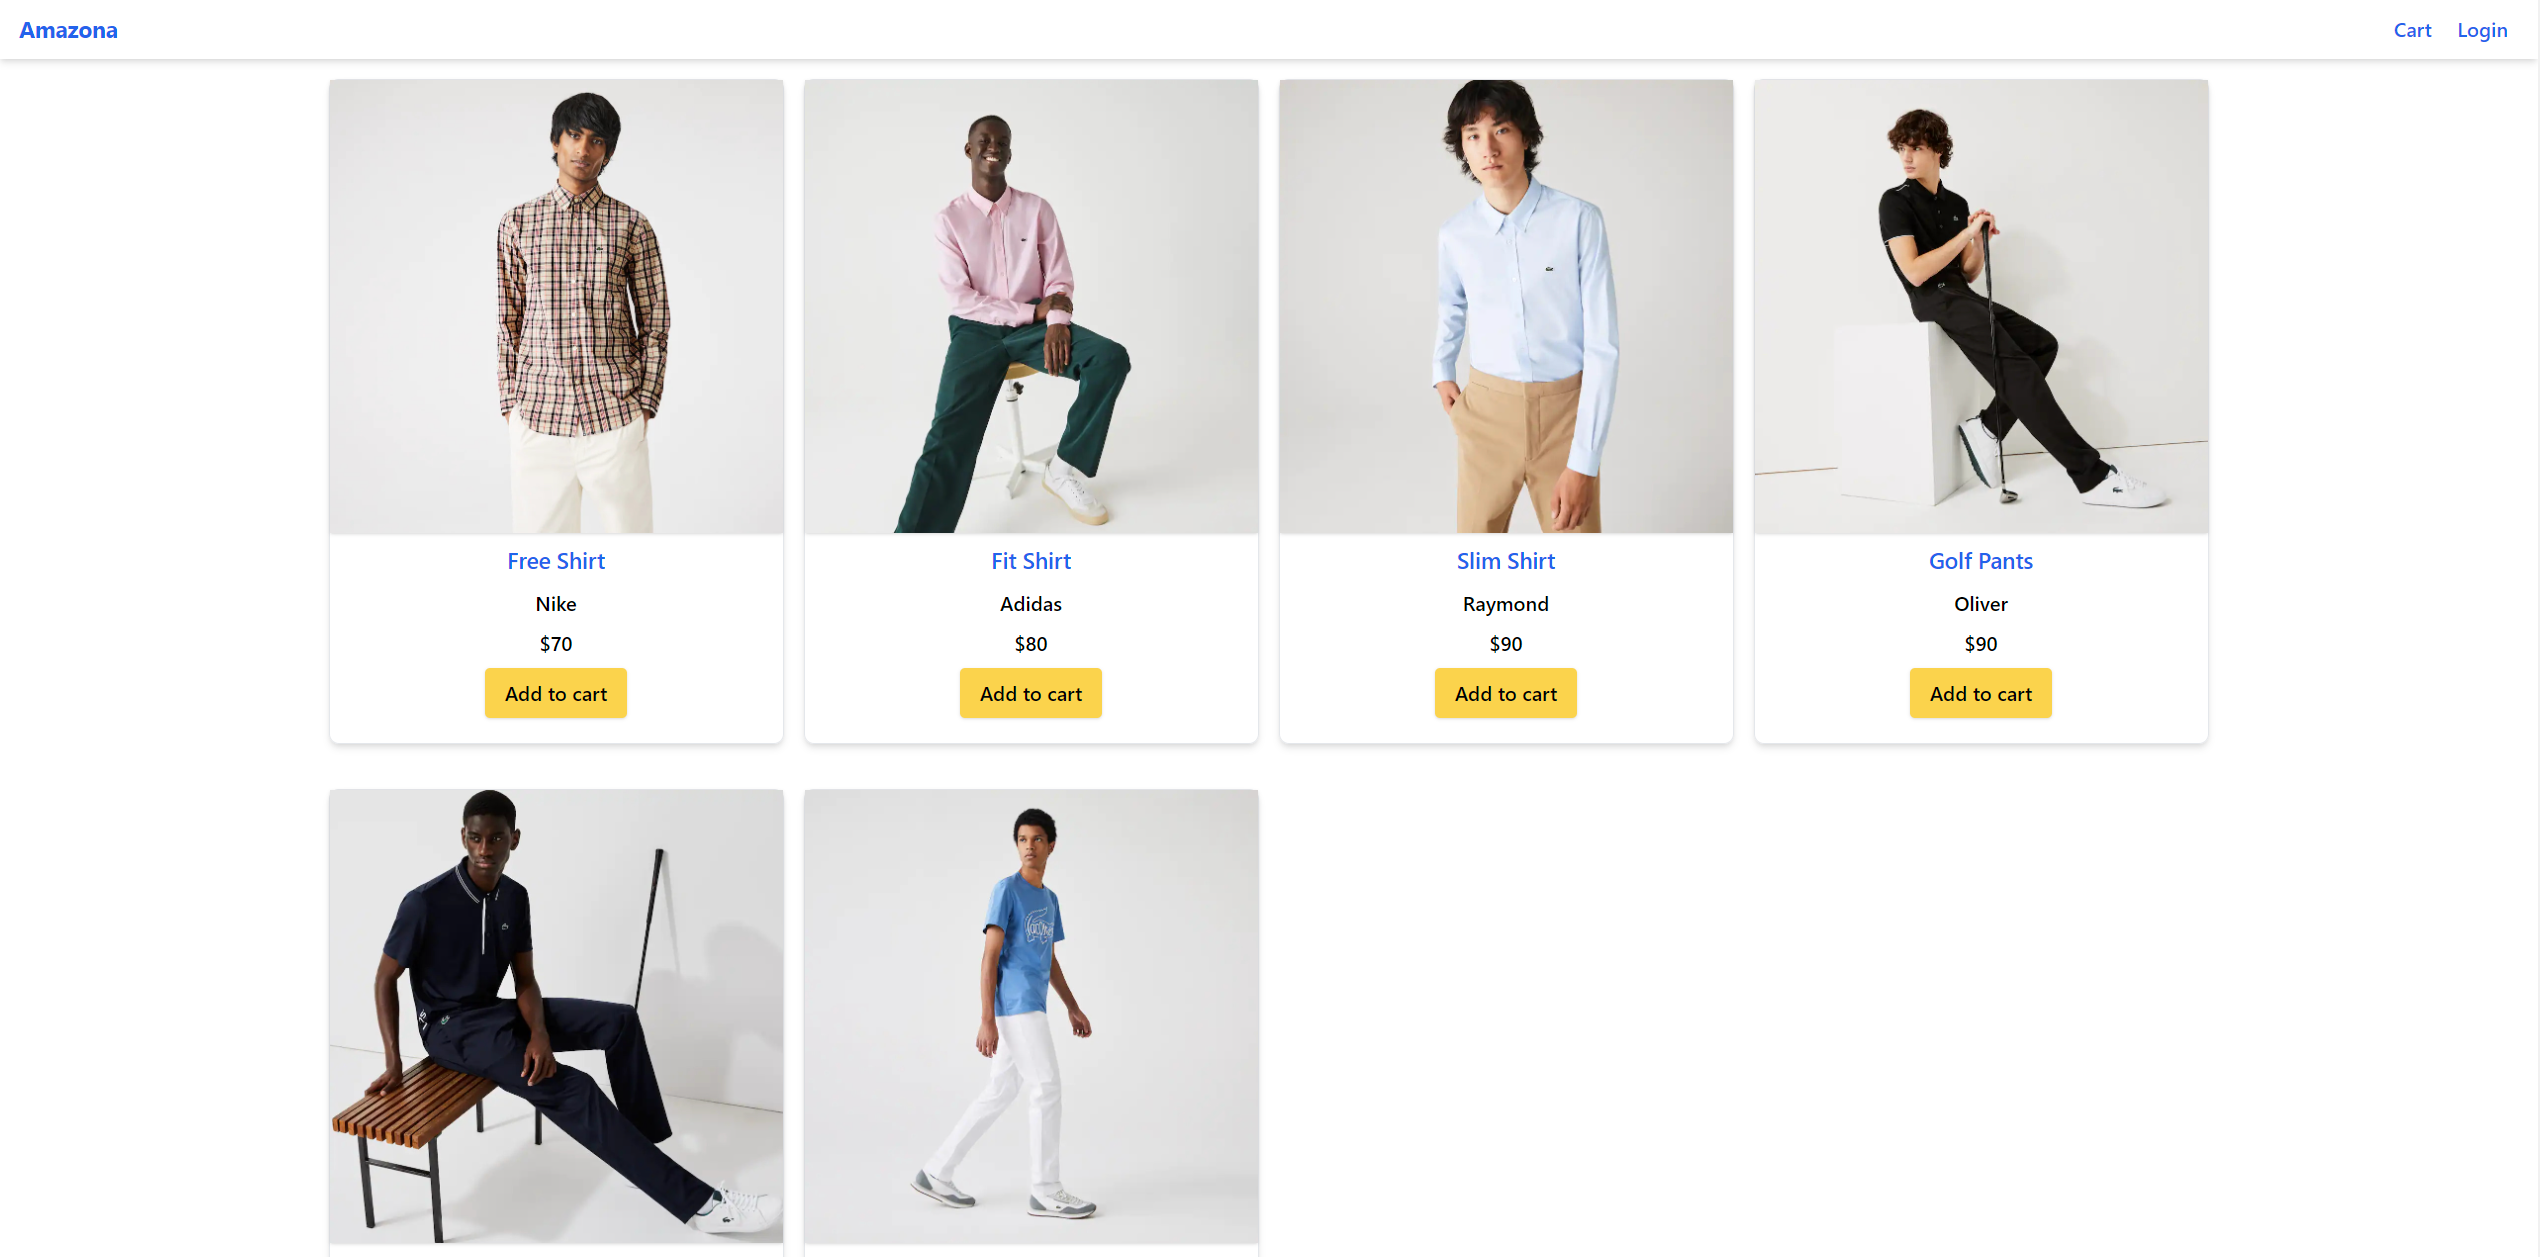 Amazona
Cart
Login
Free Shirt
Nike
$70
Add to cart
Fit Shirt
Adidas
$80
Add to cart
Slim Shirt
Raymond
$90
Add to cart
Golf Pants
Oliver
$90
Add to cart